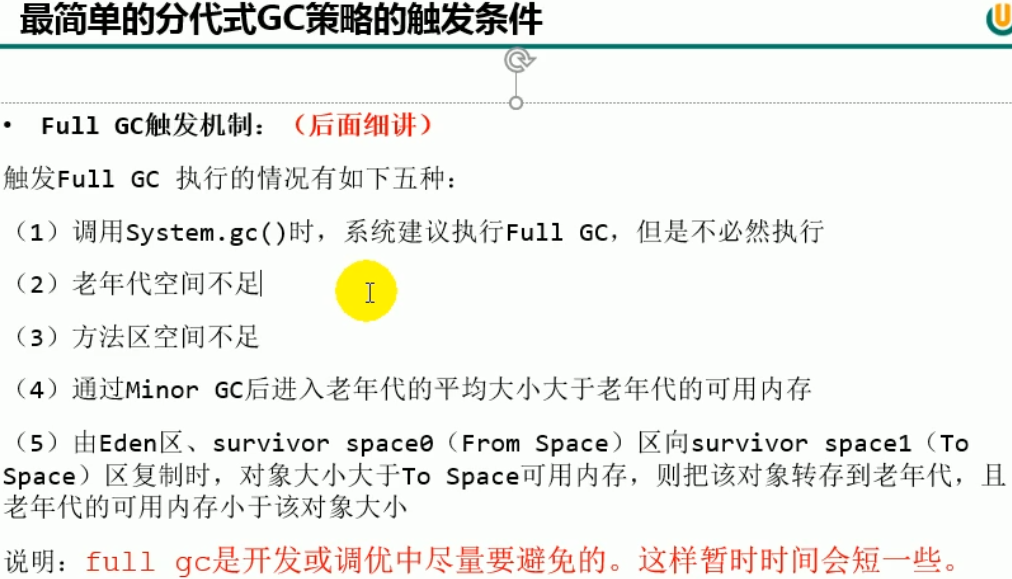 最简单的分代式GC策略的触发条件
• Full GC触发机制：（后面细讲）
触发Full GC 执行的情况有如下五种：
（1）调用System.gc()时，系统建议执行Full GC，但是不必然执行
（2）老年代空间不足
（3）方法区空间不足
（4）通过Minor GC后进入老年代的平均大小大于老年代的可用内存
（5）由Eden区、survivor space0（From Space）区向survivor space1（To
Space）区复制时，对象大小大于To Space可用内存，则把该对象转存到老年代，且
老年代的可用内存小于该对象大小
说明：full gc是开发或调优中尽量要避免的。这样暂时时间会短一些。